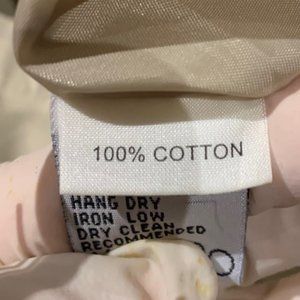 100% COTTON
HANG DRY
IRON LOW
DRY CLEAN
RECOMMENDED